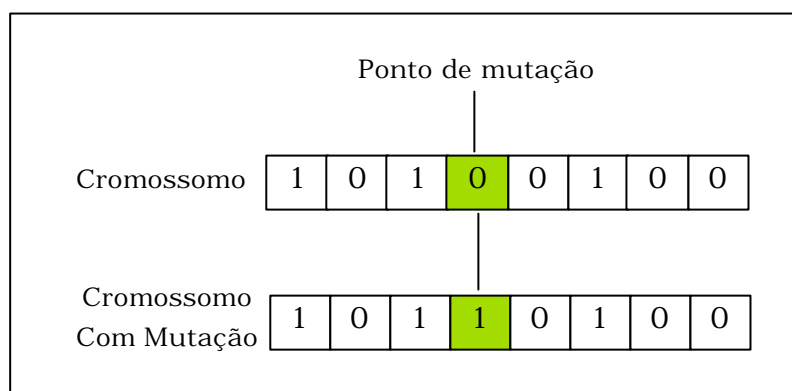 Ponto de mutação
Cromossomo 1 0 1 0 0 1 0 0
Cromossomo
Com Mutação 1 0 1 1 0 1 0 0